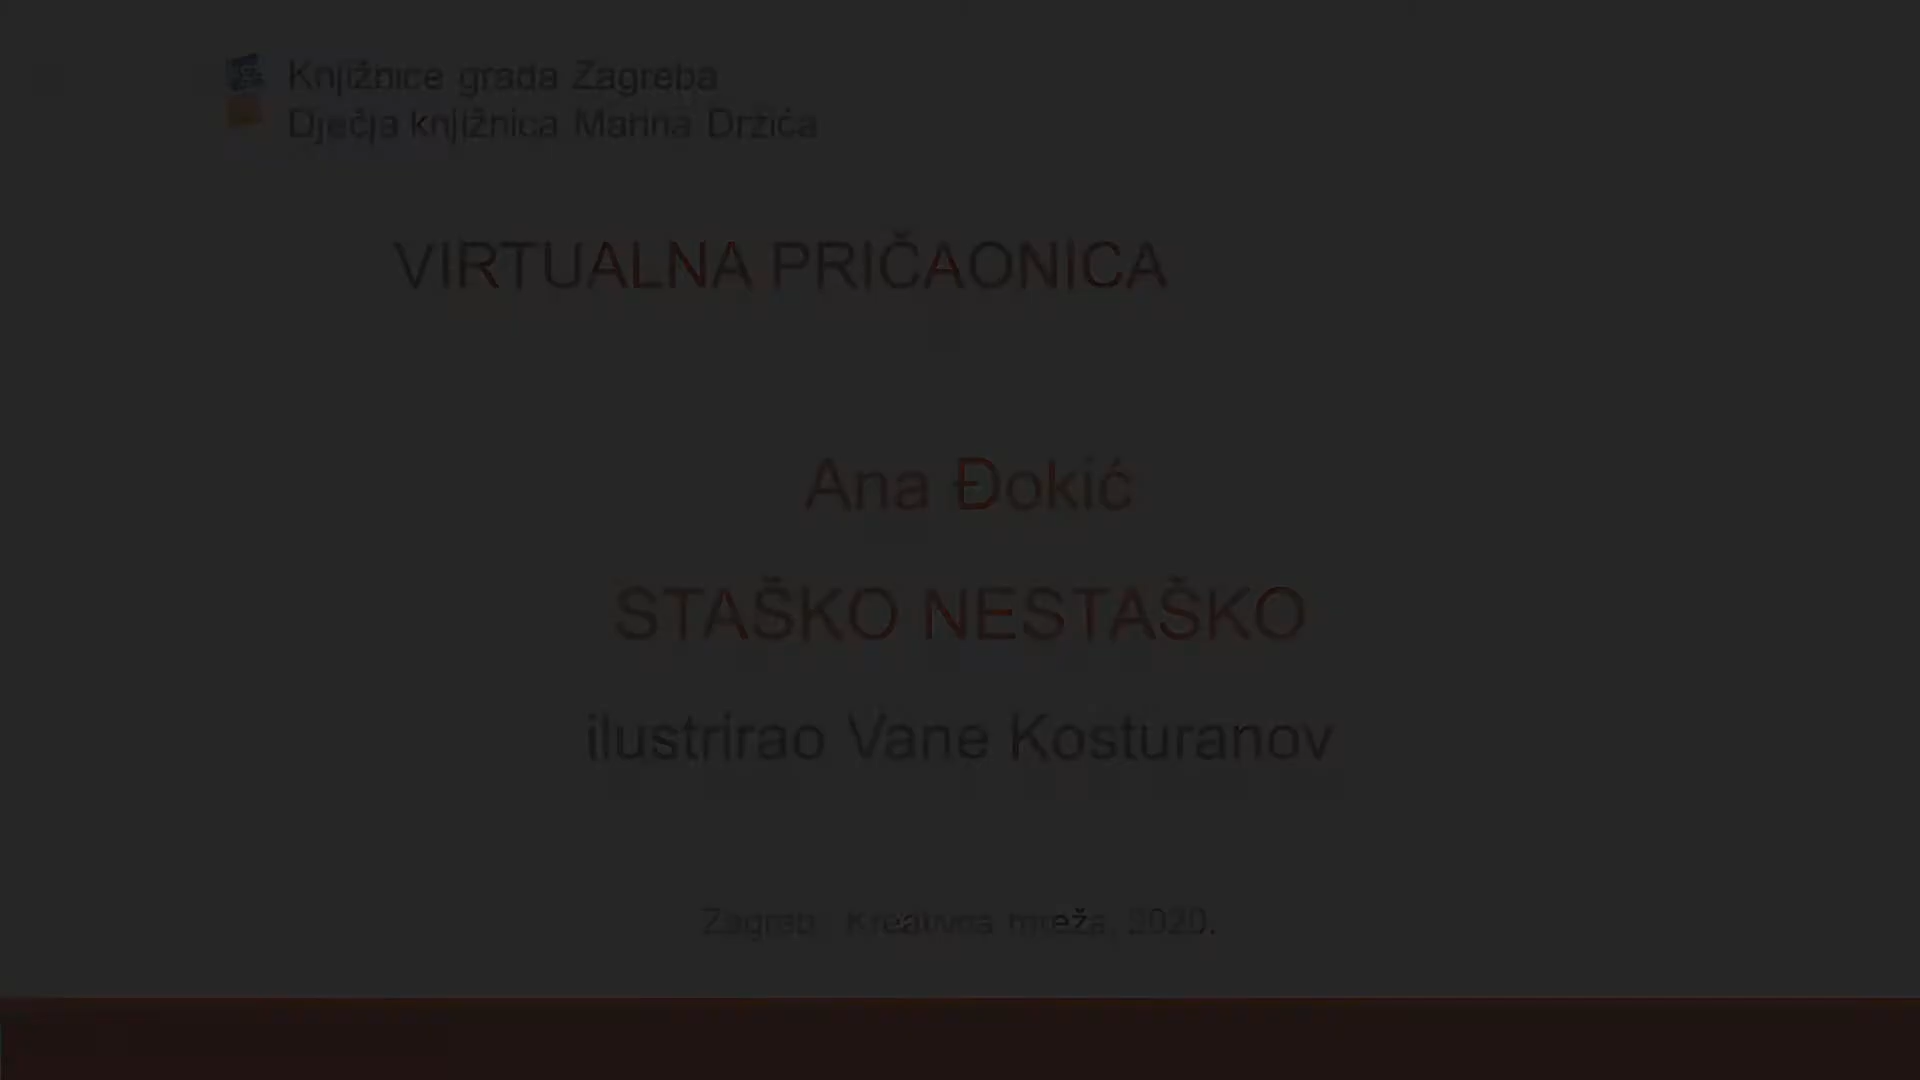 Knjižnice grada Zagreba
Dječja knjižnica Marina Držića
VIRTUALNA PRIČAONICA
Ana Đokić
STAŠKO NESTAŠKO
ilustrirao Vane Kosturanov
Zagreb: Kreativna mreža, 2020.